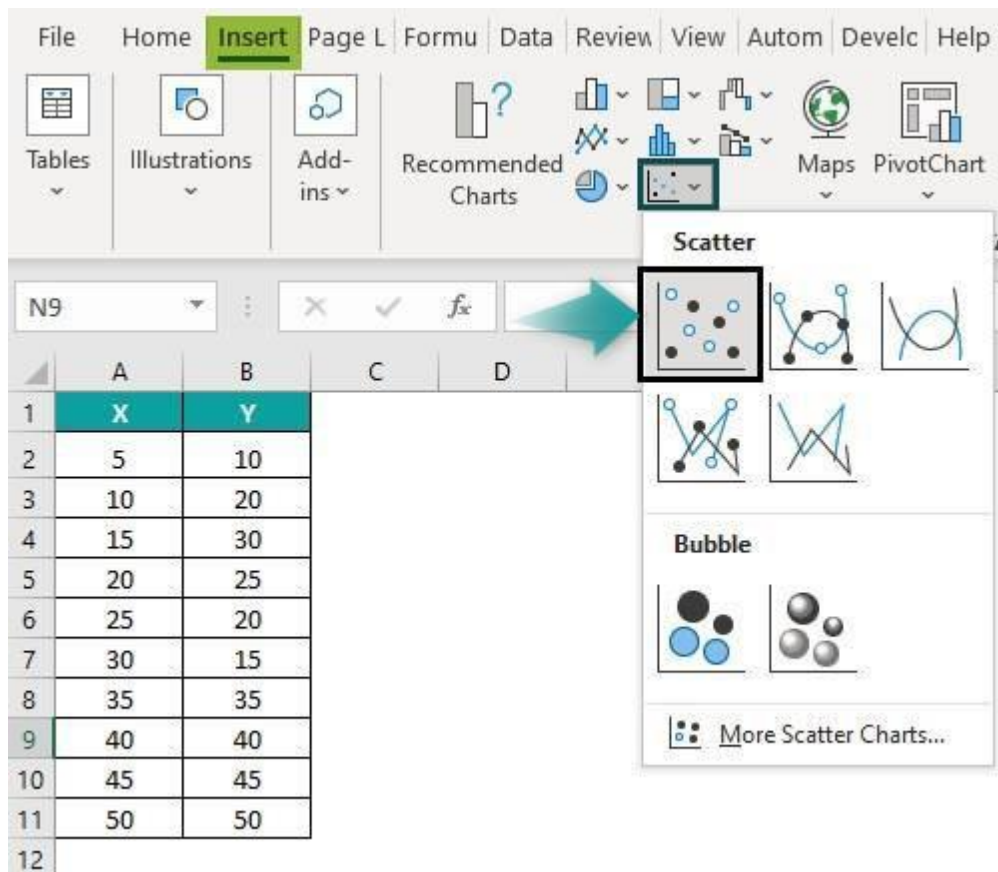 File Home Insert Page L Formu Data Review View Autom Develc Help
Tables Illustrations Add-ins Recommended Charts Maps PivotChart
Scatter
N9 fx
A B C D
1 X Y
2 5 10
3 10 20
4 15 30
5 20 25
6 25 20
7 30 15
8 35 35
9 40 40
10 45 45
11 50 50
12
Bubble
More Scatter Charts...